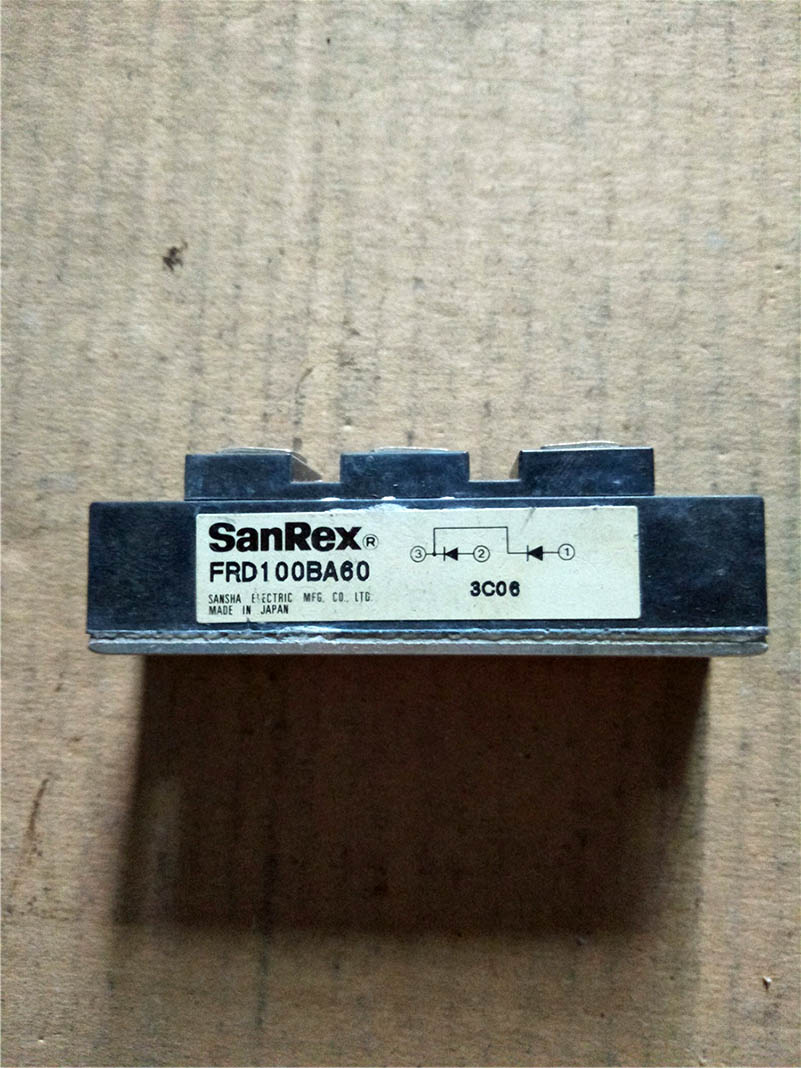 SanRex®
③ ② ①
FRD100BA60
3C06
SANSHA ELECTRIC MFG. CO., LTD.
MADE IN JAPAN